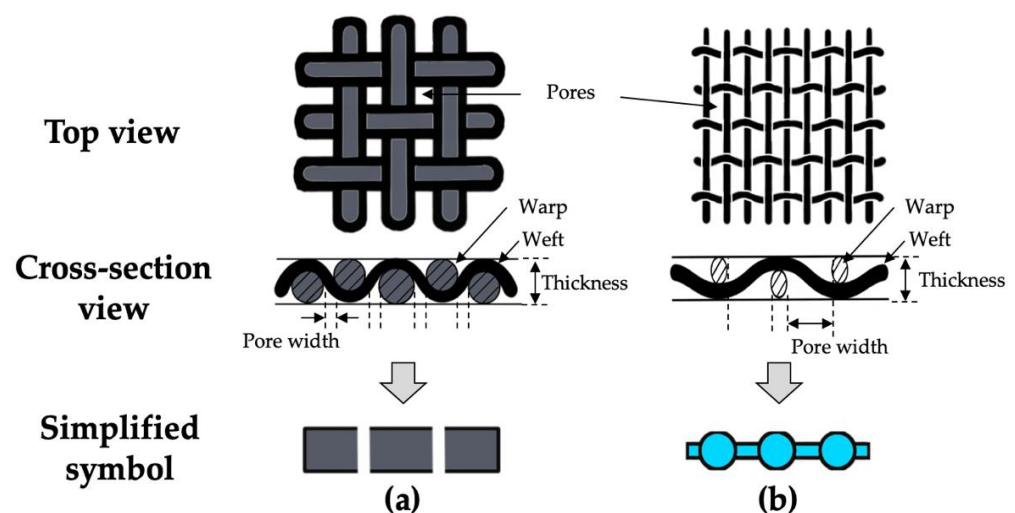 Top view
Pores
Cross-section
view
Warp
Weft
Thickness
Pore width
Warp
Weft
Thickness
Pore width
Simplified
symbol
(a)
(b)